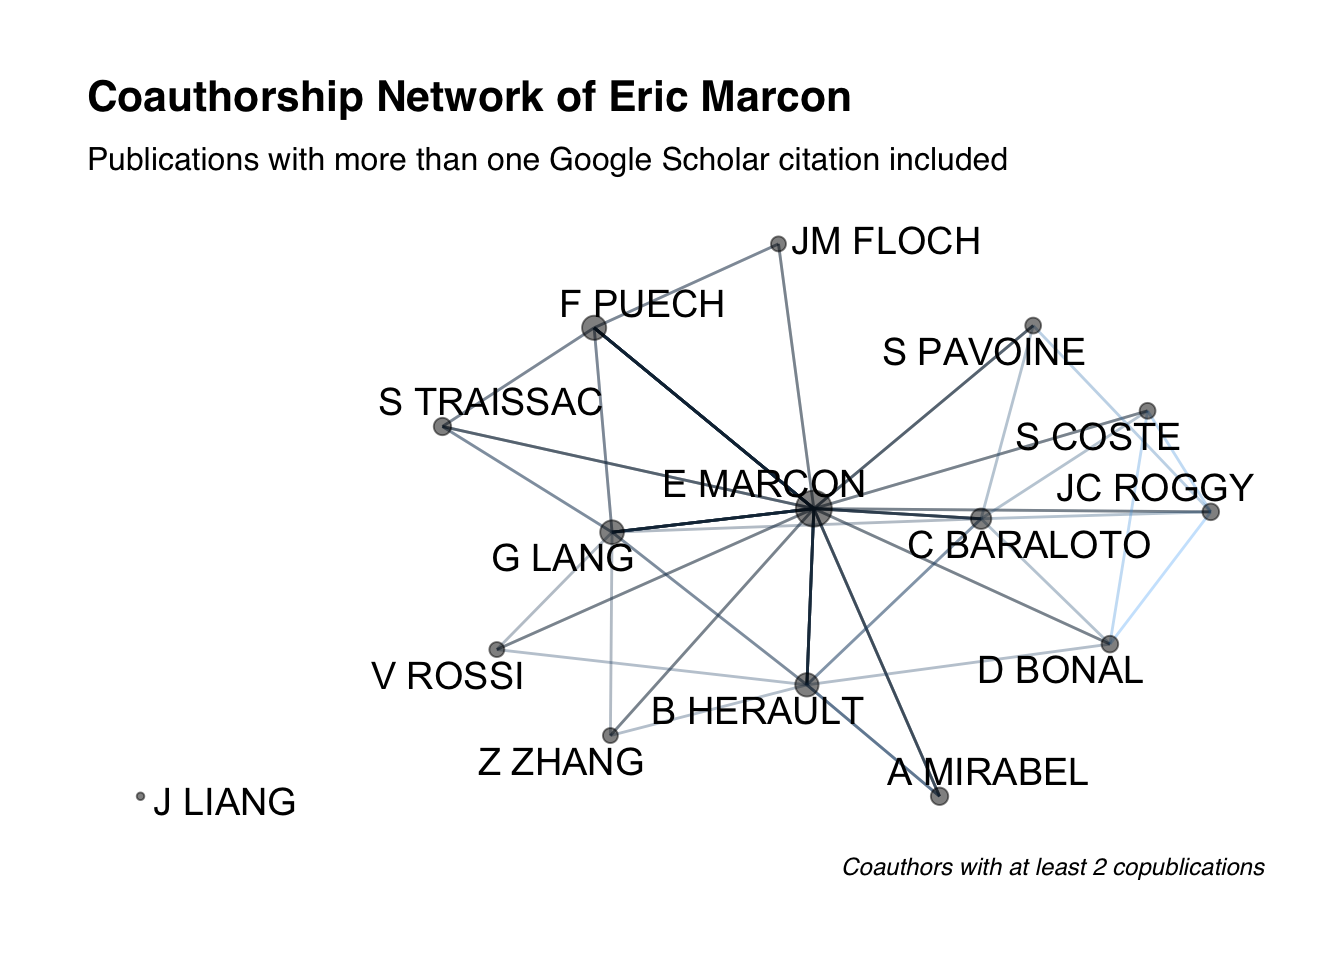 Coauthorship Network of Eric Marcon
Publications with more than one Google Scholar citation included
JM FLOCH
F PUECH
S PAVOINE
S TRAISSAC
S COSTE
E MARCON
JC ROGGY
C BARALOTO
G LANG
V ROSSI
D BONAL
B HERAULT
Z ZHANG
A MIRABEL
J LIANG
Coauthors with at least 2 copublications